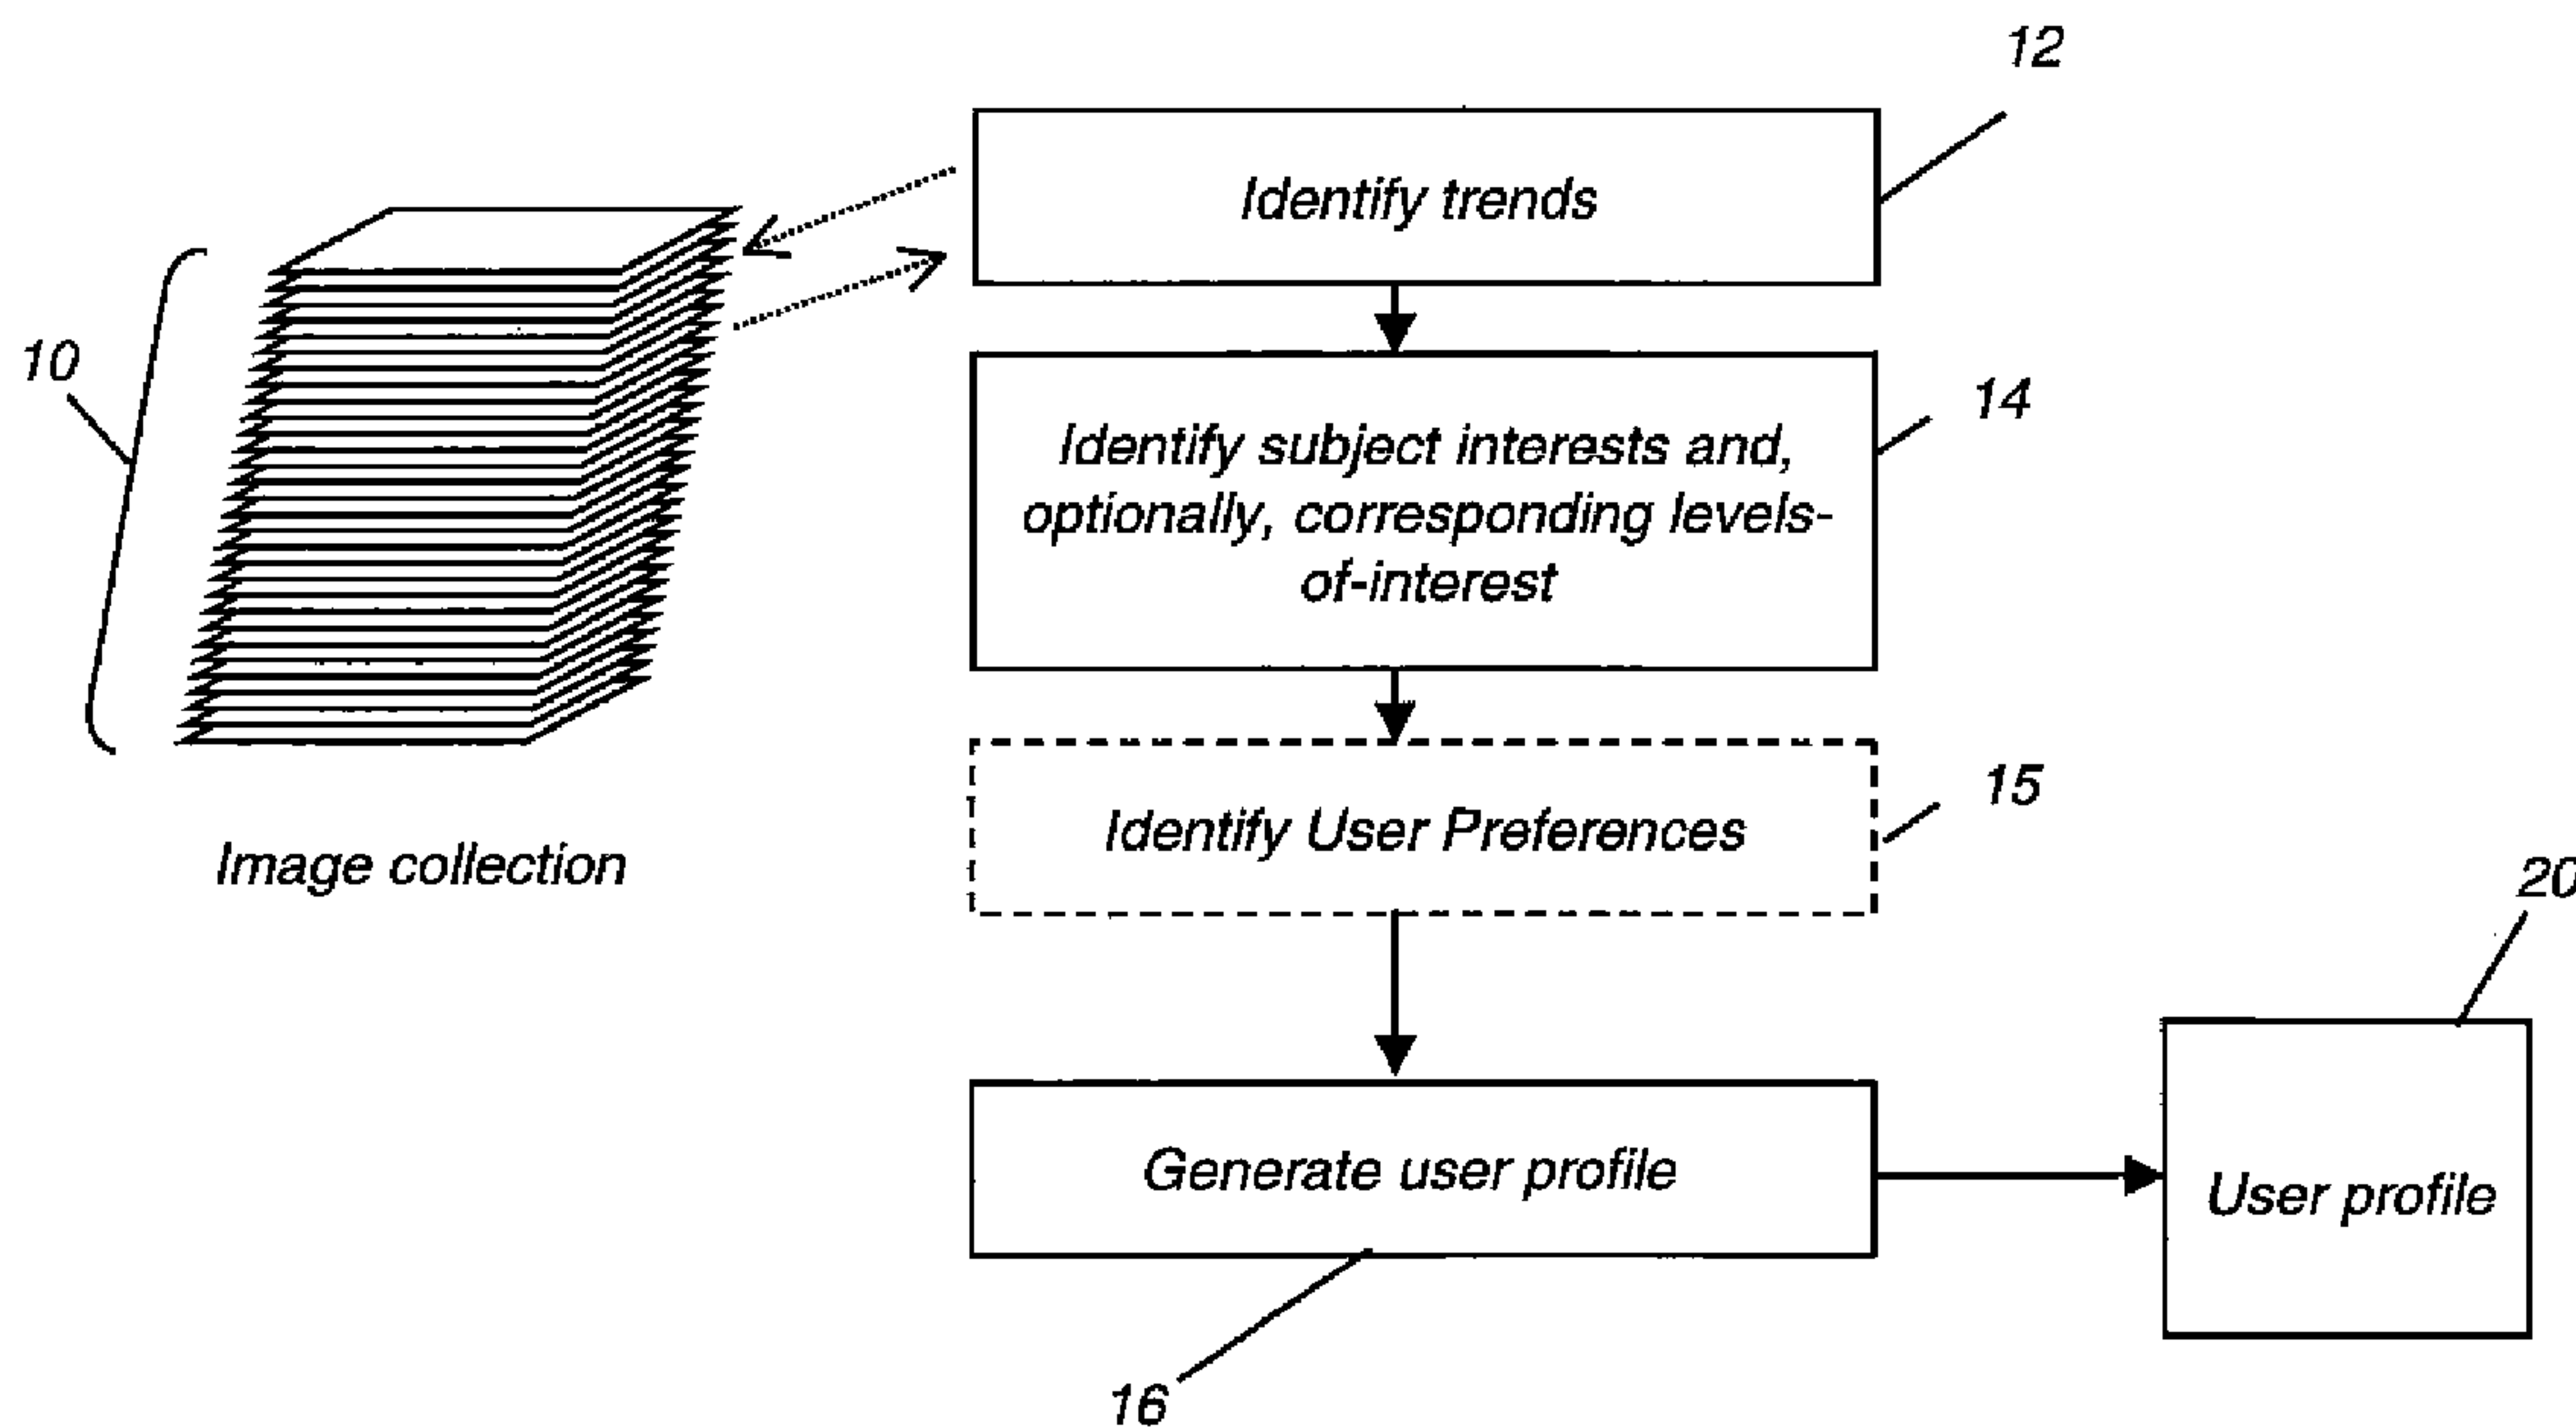 12
Identify trends
10
14
Identify subject interests and,
optionally, corresponding levels-
of-interest
15
Identify User Preferences
Image collection
20
Generate user profile
User profile
16